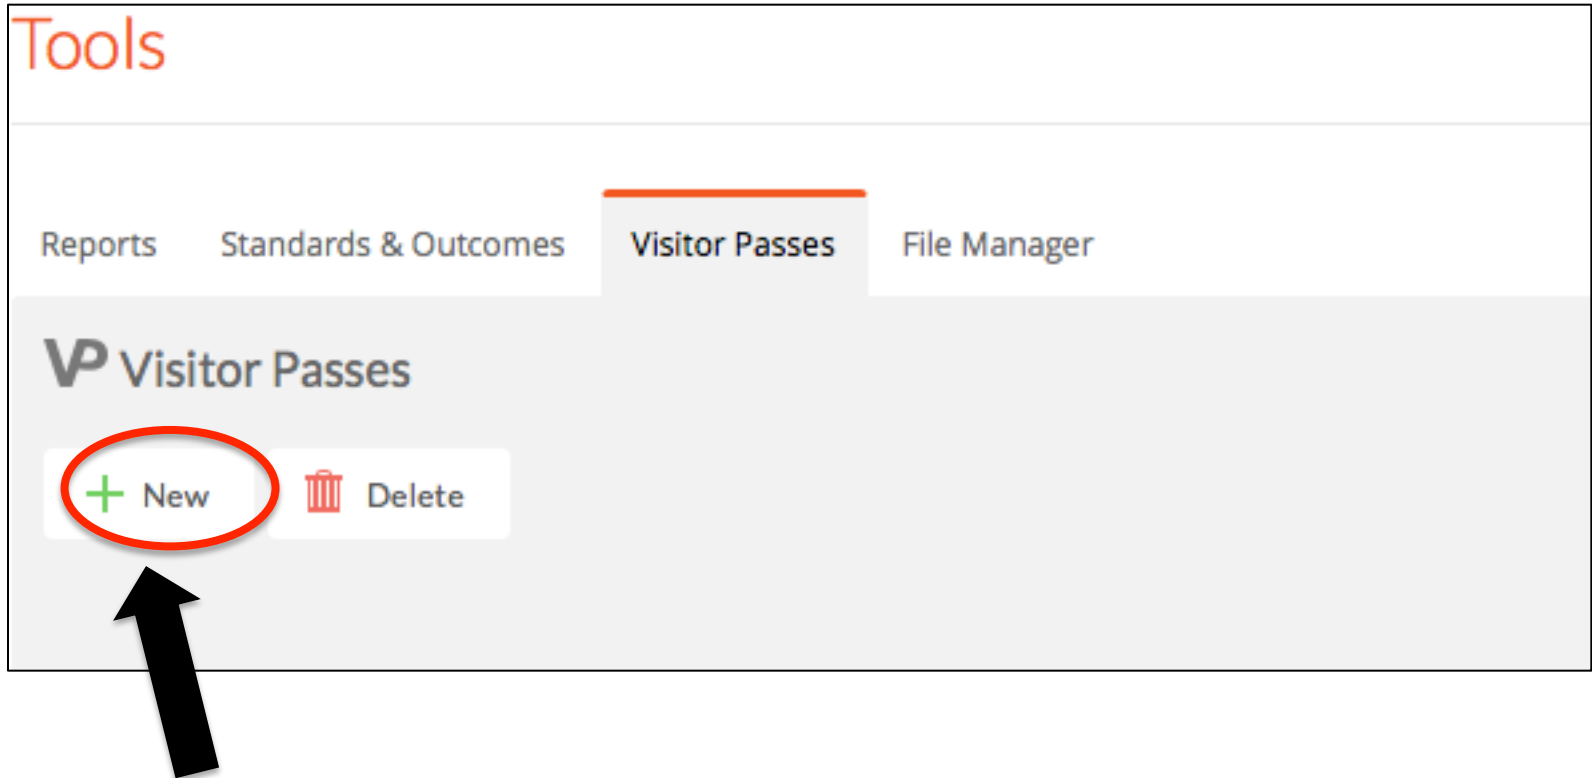 Tools
Reports Standards & Outcomes Visitor Passes File Manager
VP Visitor Passes
+ New Delete